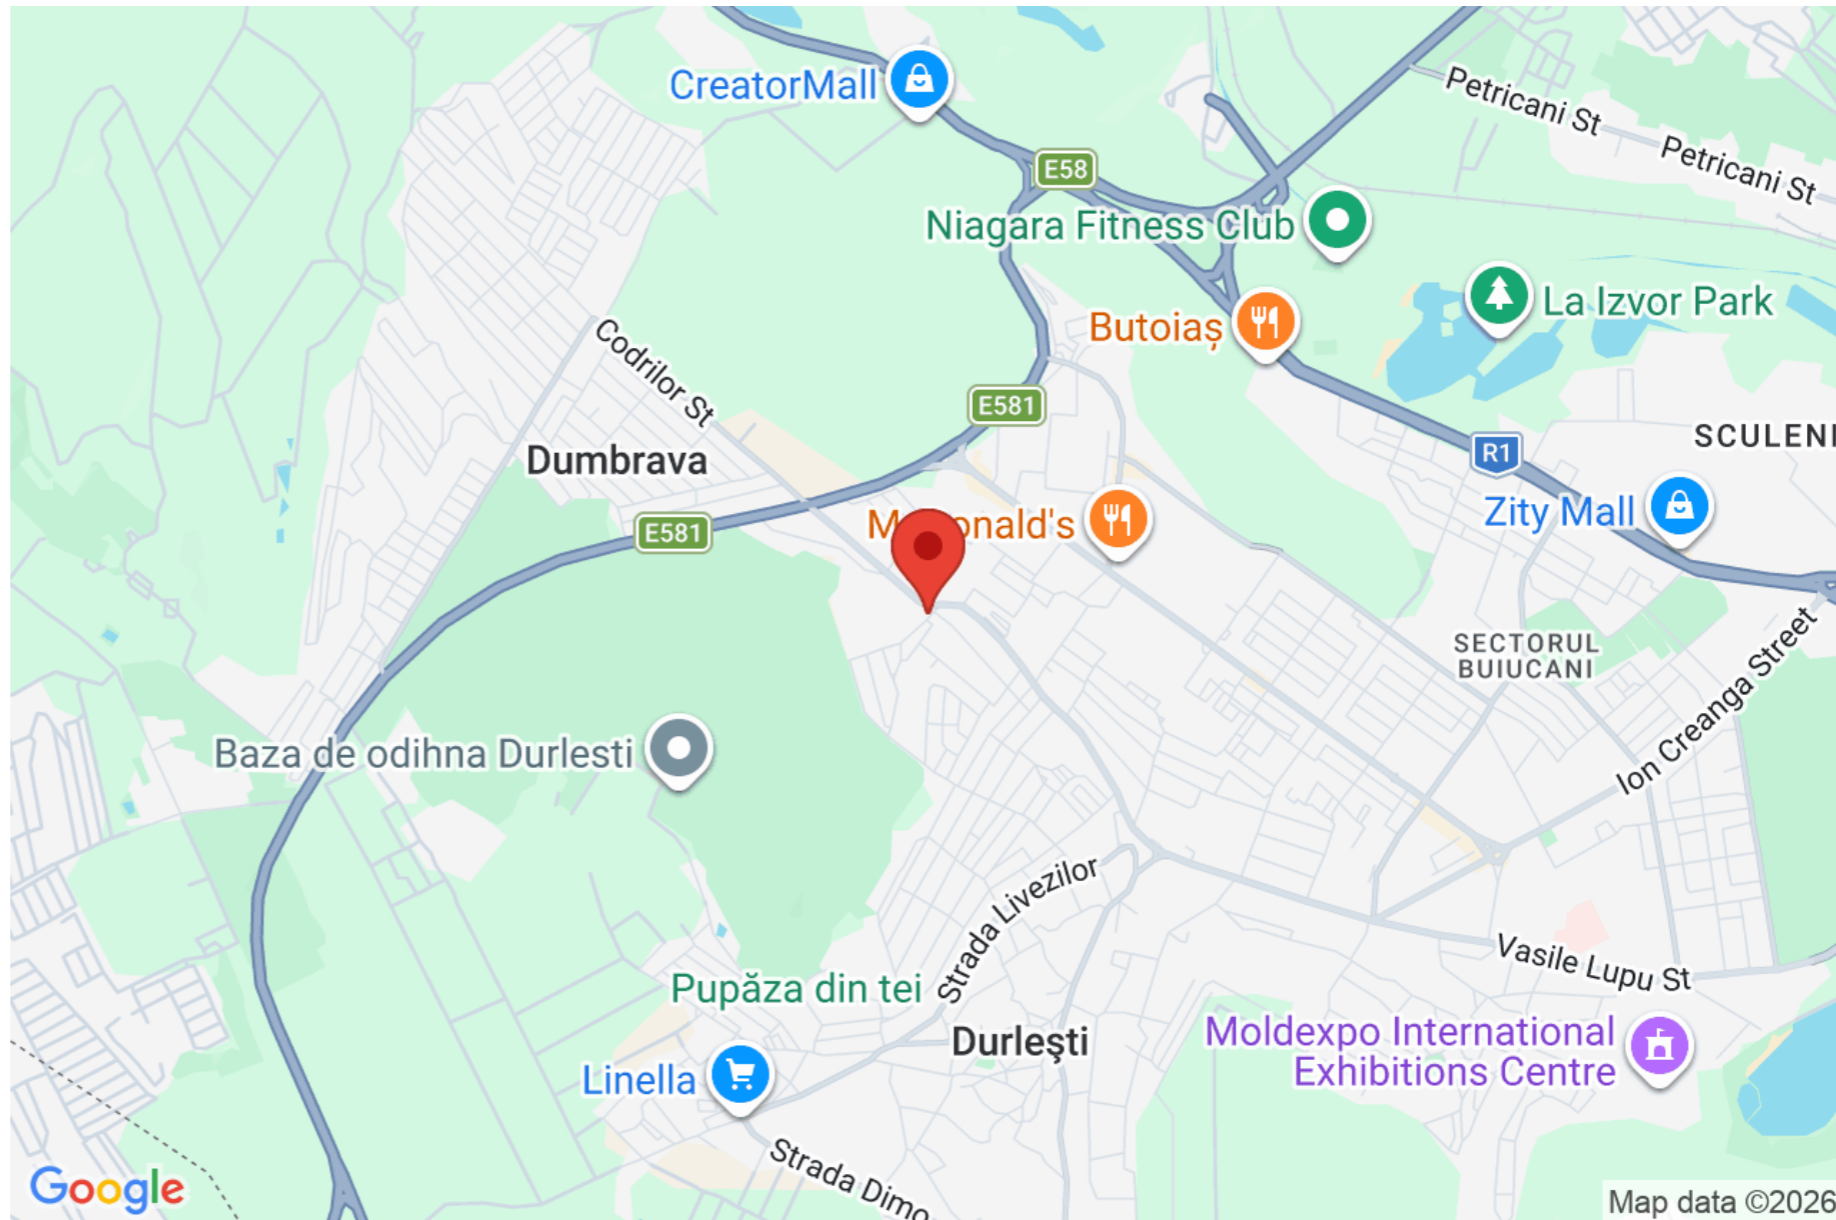 CreatorMall
E58
Petricani St
Petricani St
Niagara Fitness Club
La Izvor Park
Butoiaș
Codrilor St
E581
SCULENI
Dumbrava
R1
Zity Mall
E581
McDonald's
SECTORUL
BUIUCANI
Ion Creanga Street
Baza de odihna Durlesti
Strada Livezilor
Vasile Lupu St
Pupăza din tei
Durleşti
Moldexpo International
Exhibitions Centre
Linella
Strada Dimo
Google
Map data ©2026